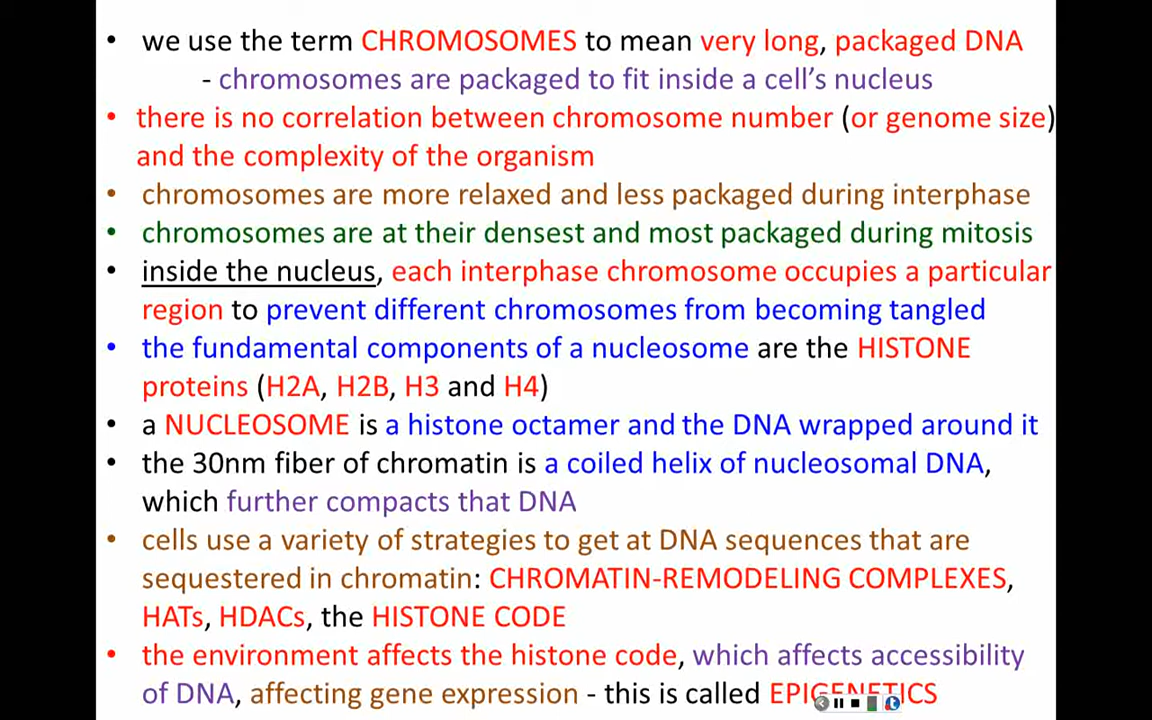 • we use the term CHROMOSOMES to mean very long, packaged DNA
- chromosomes are packaged to fit inside a cell's nucleus
• there is no correlation between chromosome number (or genome size)
and the complexity of the organism
• chromosomes are more relaxed and less packaged during interphase
• chromosomes are at their densest and most packaged during mitosis
• inside the nucleus, each interphase chromosome occupies a particular
region to prevent different chromosomes from becoming tangled
• the fundamental components of a nucleosome are the HISTONE
proteins (H2A, H2B, H3 and H4)
• a NUCLEOSOME is a histone octamer and the DNA wrapped around it
• the 30nm fiber of chromatin is a coiled helix of nucleosomal DNA,
which further compacts that DNA
• cells use a variety of strategies to get at DNA sequences that are
sequestered in chromatin: CHROMATIN-REMODELING COMPLEXES,
HATs, HDACs, the HISTONE CODE
• the environment affects the histone code, which affects accessibility
of DNA, affecting gene expression - this is called EPIGENETICS